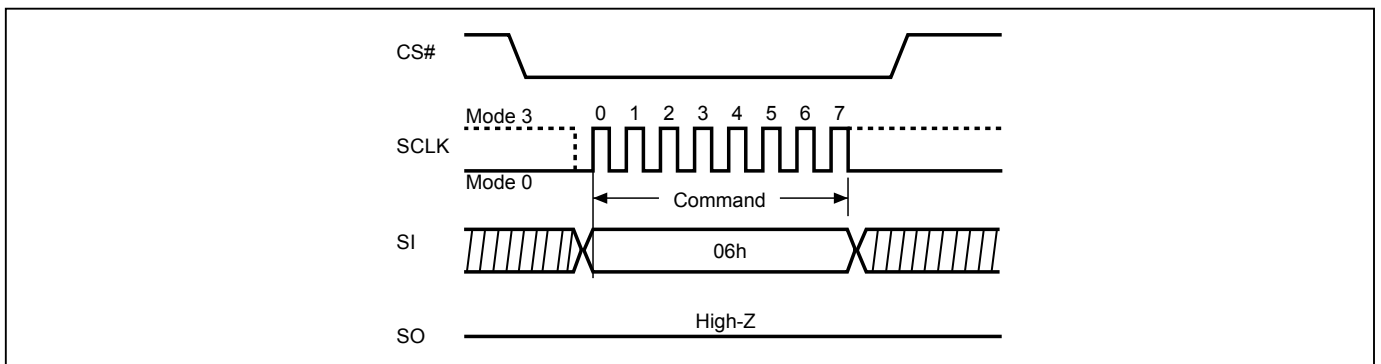 CS#
Mode 3 0 1 2 3 4 5 6 7
SCLK
Mode 0
Command
SI 06h
High-Z
SO